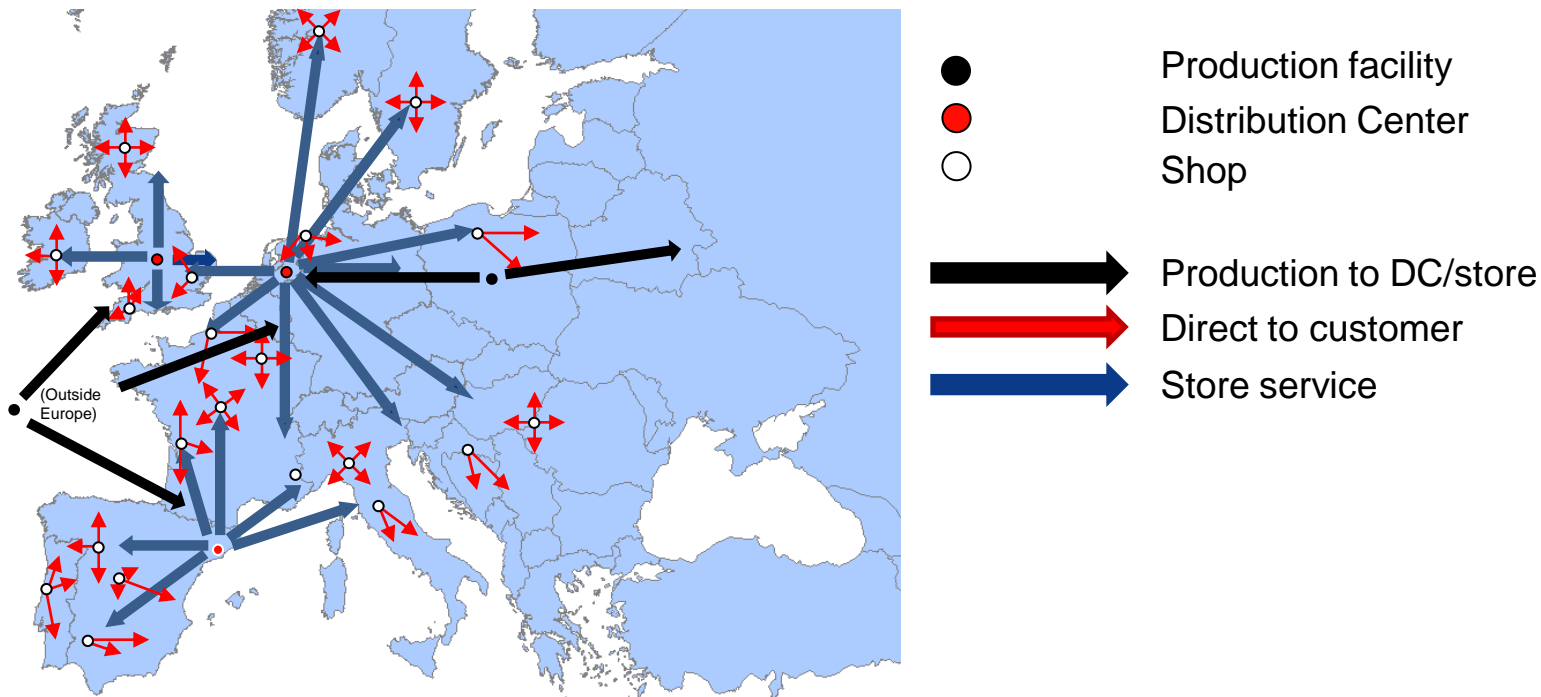 (Outside
Europe)
Production facility
Distribution Center
Shop
Production to DC/store
Direct to customer
Store service